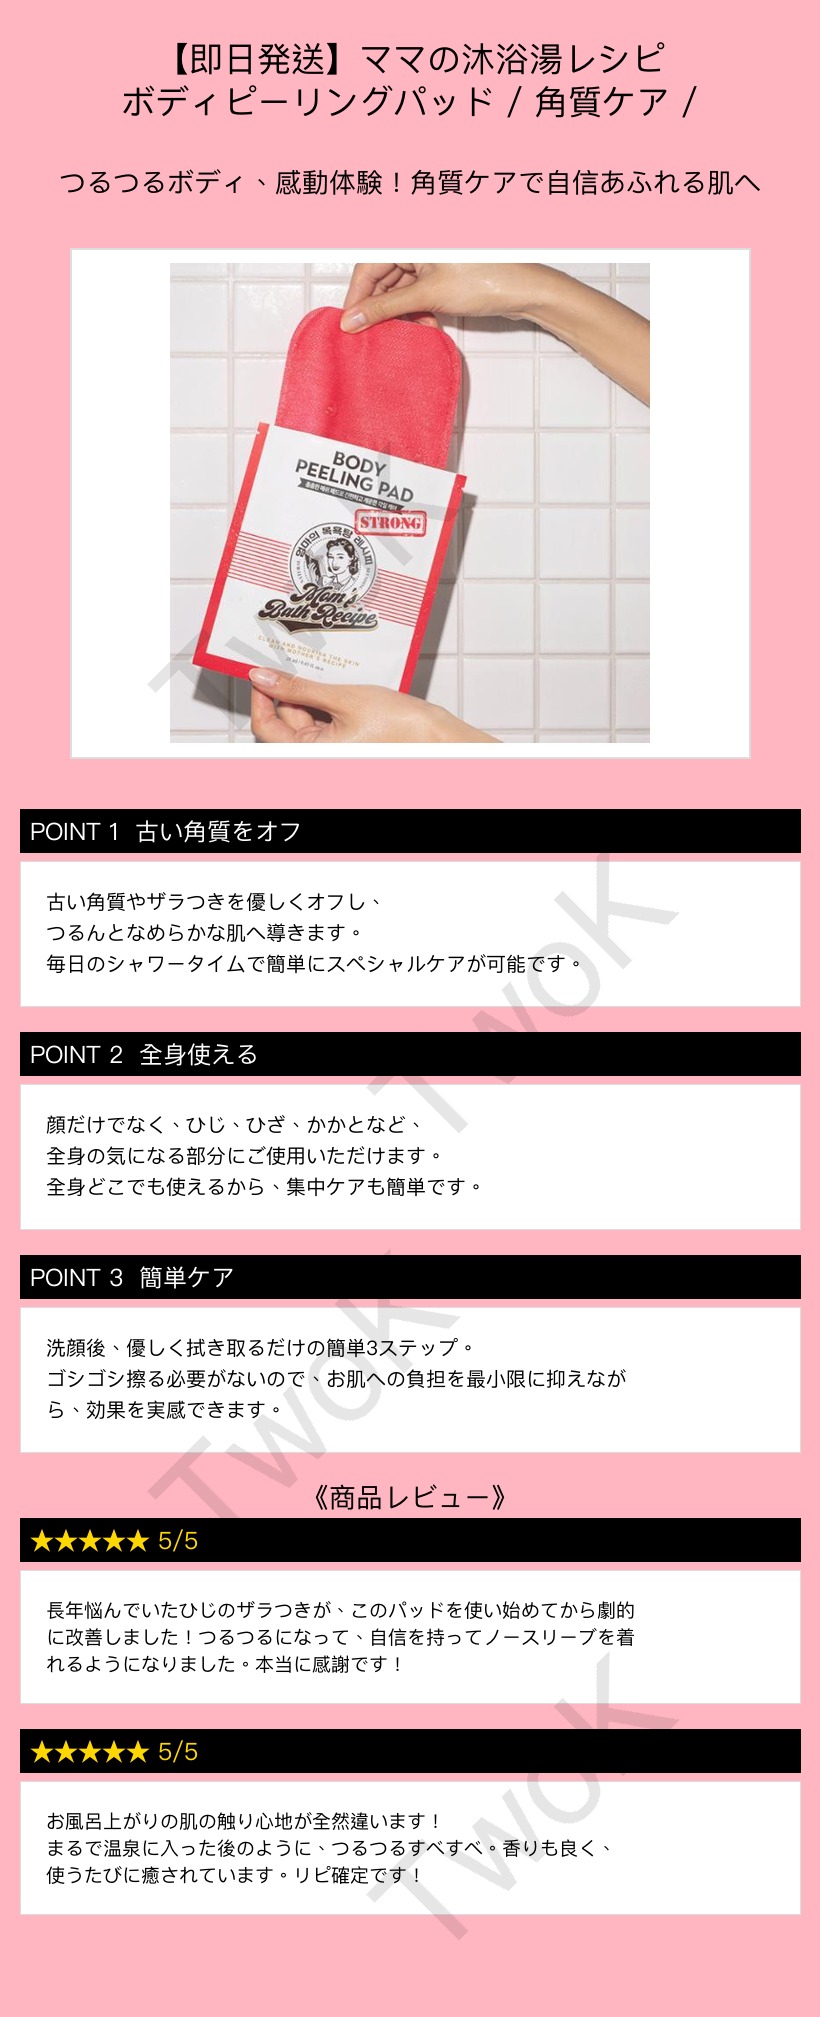 【即日発送】ママの沐浴湯レシピ
ボディピーリングパッド / 角質ケア /
つるつるボディ、感動体験！角質ケアで自信あふれる肌へ
BODY
PEELING PAD
STRONG
엄마의 목욕탕 레시피
Mom's
Bath Recipe
CLEAN AND NOURISH THE SKIN
WITH MOTHER'S RECIPE
POINT 1 古い角質をオフ
古い角質やザラつきを優しくオフし、
つるんとなめらかな肌へ導きます。
毎日のシャワータイムで簡単にスペシャルケアが可能です。
POINT 2 全身使える
顔だけでなく、ひじ、ひざ、かかとなど、
全身の気になる部分にご使用いただけます。
全身どこでも使えるから、集中ケアも簡単です。
POINT 3 簡単ケア
洗顔後、優しく拭き取るだけの簡単3ステップ。
ゴシゴシ擦る必要がないので、お肌への負担を最小限に抑えなが
ら、効果を実感できます。
《商品レビュー》
★★★★★ 5/5
長年悩んでいたひじのザラつきが、このパッドを使い始めてから劇的
に改善しました！つるつるになって、自信を持ってノースリーブを着
れるようになりました。本当に感謝です！
★★★★★ 5/5
お風呂上がりの肌の触り心地が全然違います！
まるで温泉に入った後のように、つるつるすべすべ。香りも良く、
使うたびに癒されています。リピ確定です！
TwoK
TwoK
TwoK
TwoK